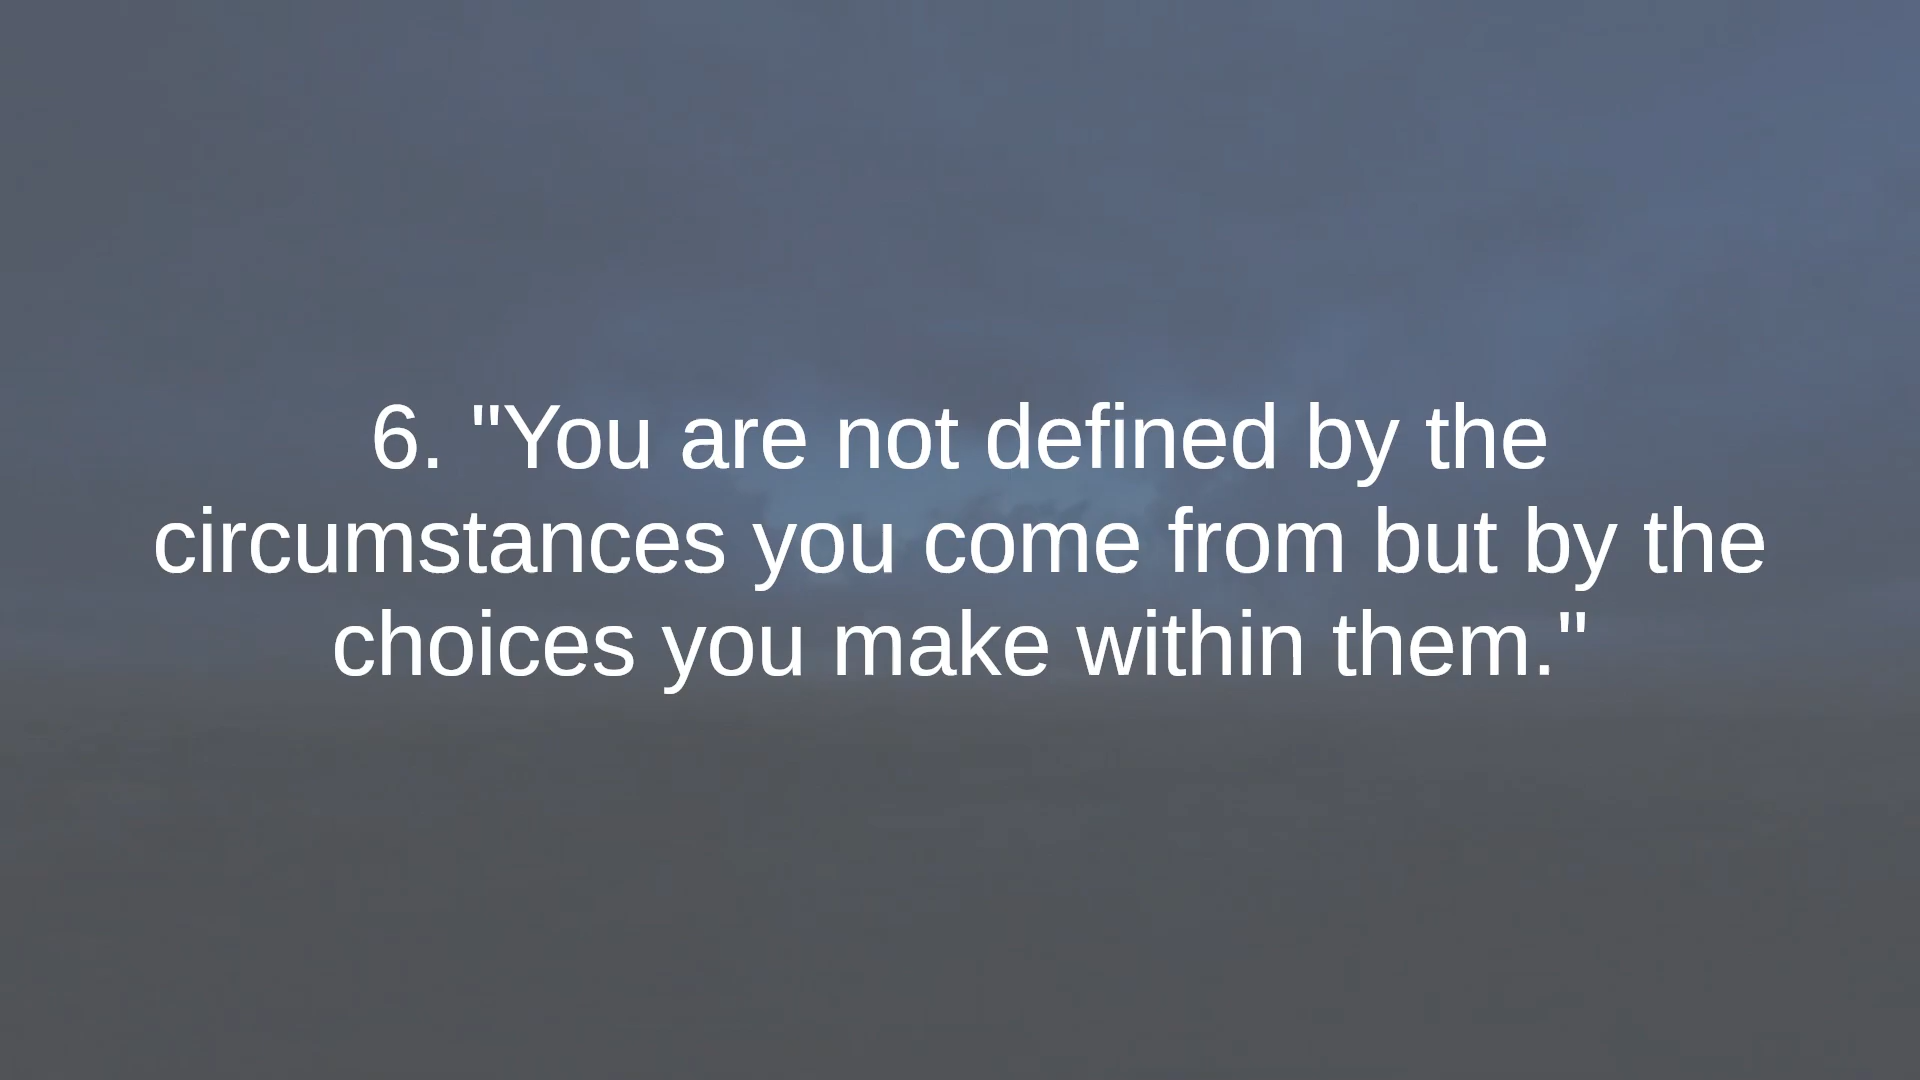 6. "You are not defined by the
circumstances you come from but by the
choices you make within them."